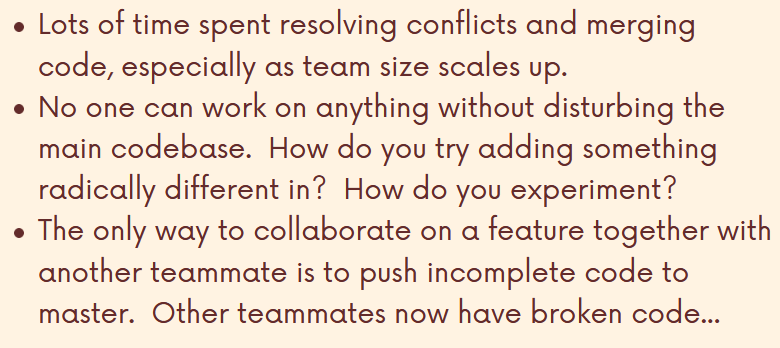 • Lots of time spent resolving conflicts and merging
code, especially as team size scales up.
• No one can work on anything without disturbing the
main codebase.  How do you try adding something
radically different in?  How do you experiment?
• The only way to collaborate on a feature together with
another teammate is to push incomplete code to
master.  Other teammates now have broken code...